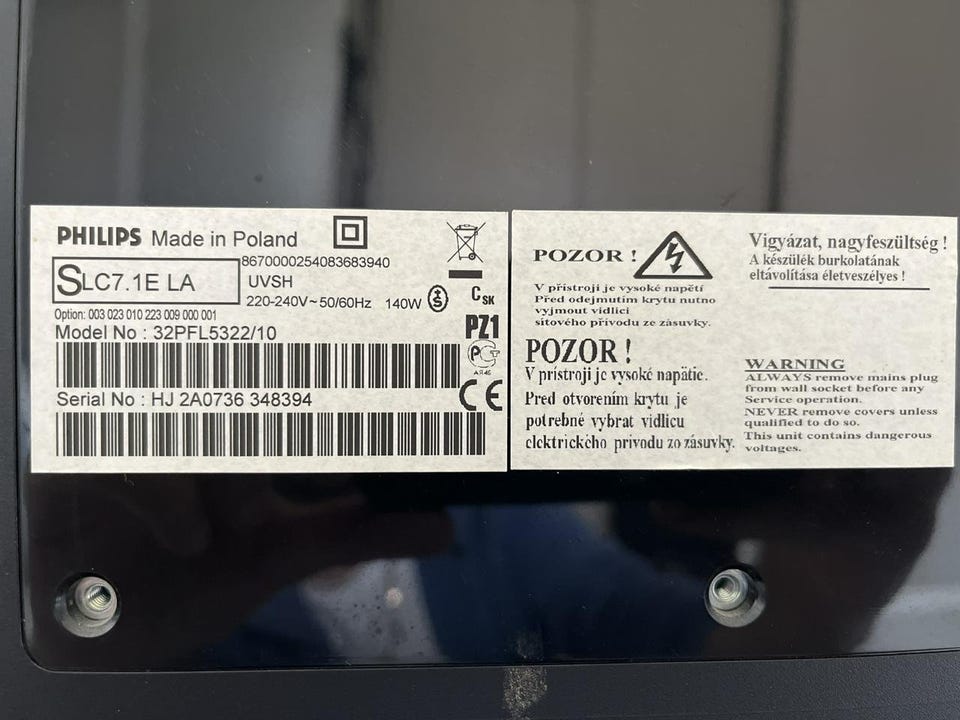 PHILIPS Made in Poland
8670000254083683940
SLC7.1E LA
UVSH
220-240V~50/60Hz 140W
S
CSK
Option: 003 023 010 223 009 000 001
Model No : 32PFL5322/10
PZ1
Serial No : HJ 2A0736 348394
CE
POZOR !
V přístroji je vysoké napětí
Před odejmutím krytu nutno
vyjmout vidlici
síťového přívodu ze zásuvky.
POZOR !
V prístroji je vysoké napätie.
Pred otvorením krytu je
potrebné vybrat vidlicu
elektrického prívodu zo zásuvky.
Vigyázat, nagyfeszültség !
A készülék burkolatának
eltávolítása életveszélyes !
WARNING
ALWAYS remove mains plug
from wall socket before any
Service operation.
NEVER remove covers unless
qualified to do so.
This unit contains dangerous
voltages.